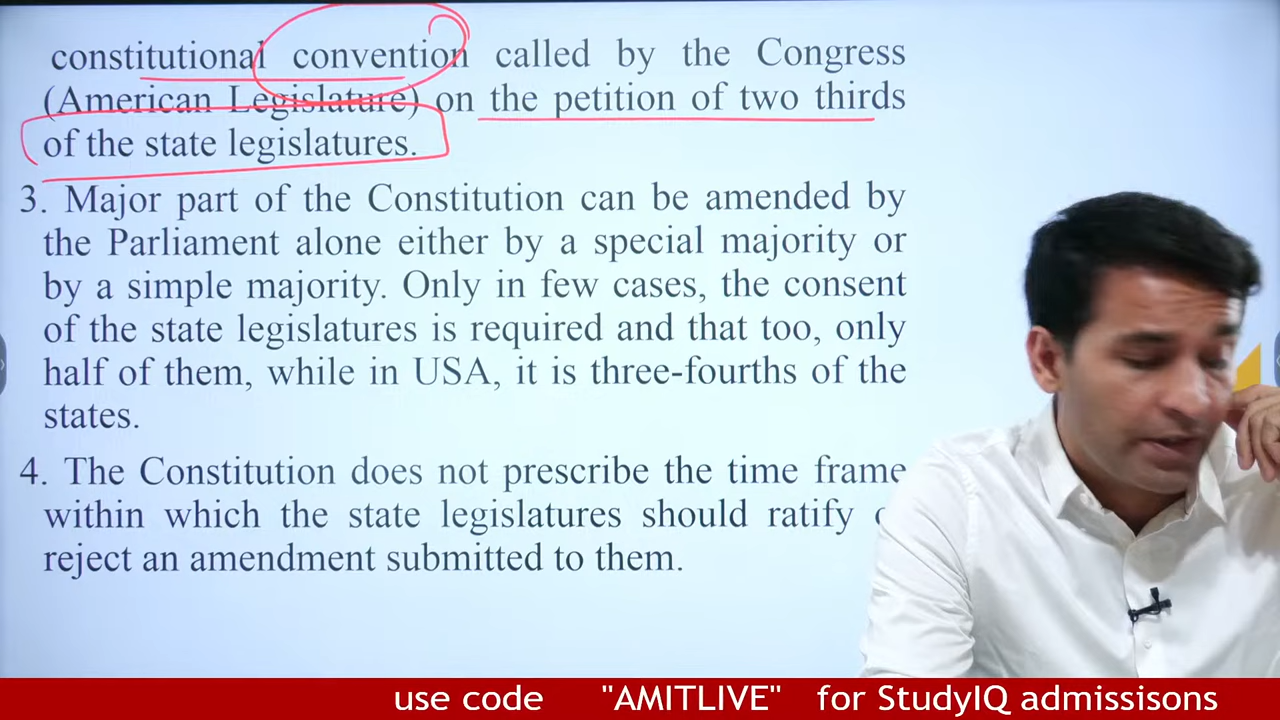 constitutional convention called by the Congress
(American Legislature) on the petition of two thirds
of the state legislatures.
3. Major part of the Constitution can be amended by
the Parliament alone either by a special majority or
by a simple majority. Only in few cases, the consent
of the state legislatures is required and that too, only
half of them, while in USA, it is three-fourths of the
states.
4. The Constitution does not prescribe the time frame
within which the state legislatures should ratify
reject an amendment submitted to them.
use code "AMITLIVE" for StudyIQ admissisons